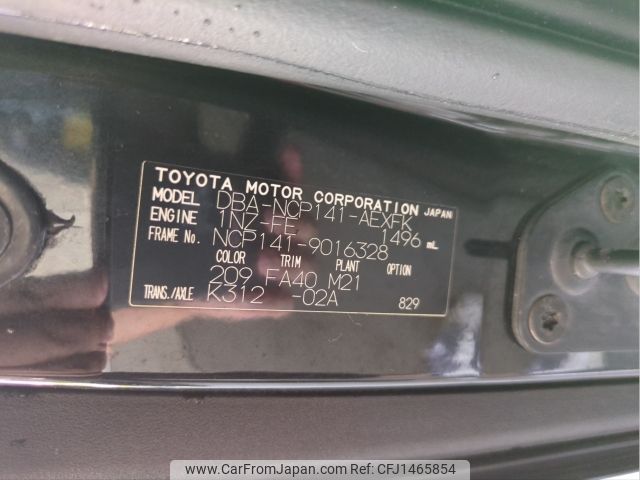 TOYOTA MOTOR CORPORATION JAPAN
MODEL DBA-NCP141-AEXFK
ENGINE 1NZ-FE 1496 mL
FRAME No. NCP141-9016328
COLOR TRIM PLANT OPTION
209 FA40 M21
TRANS./AXLE K312 -02A 829
www.CarFromJapan.com Ref No: CFJ1465854